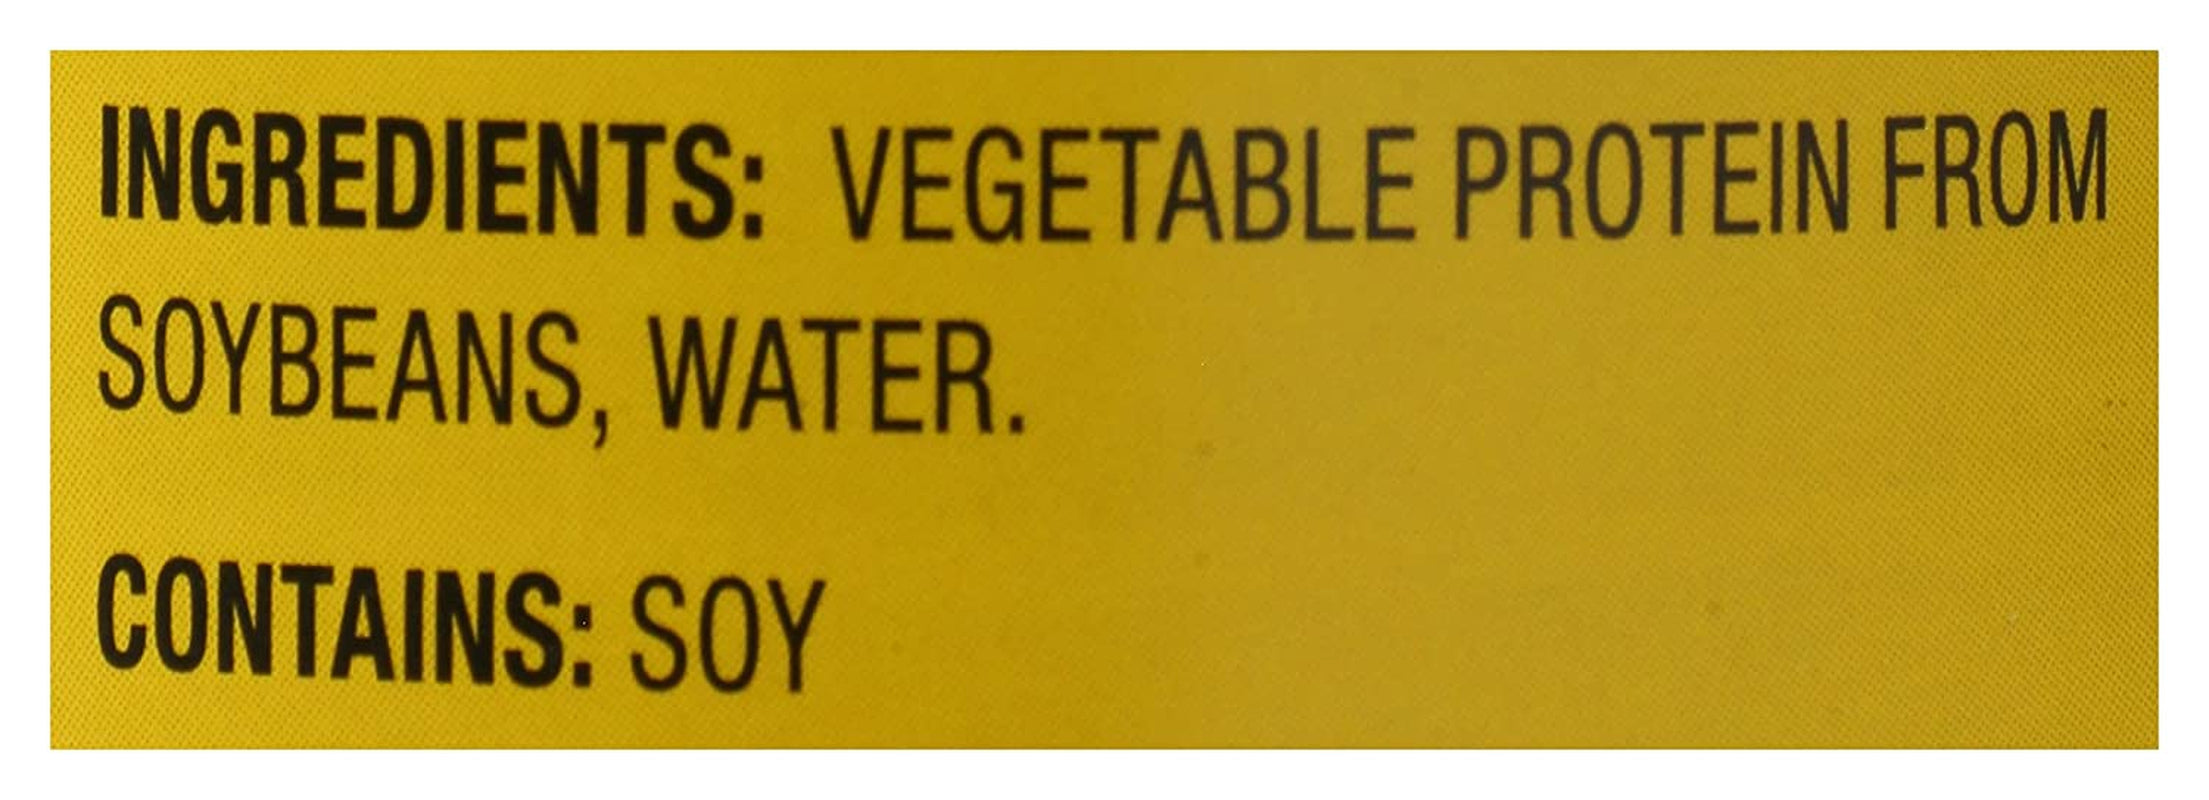 INGREDIENTS: VEGETABLE PROTEIN FROM
SOYBEANS, WATER.
CONTAINS: SOY